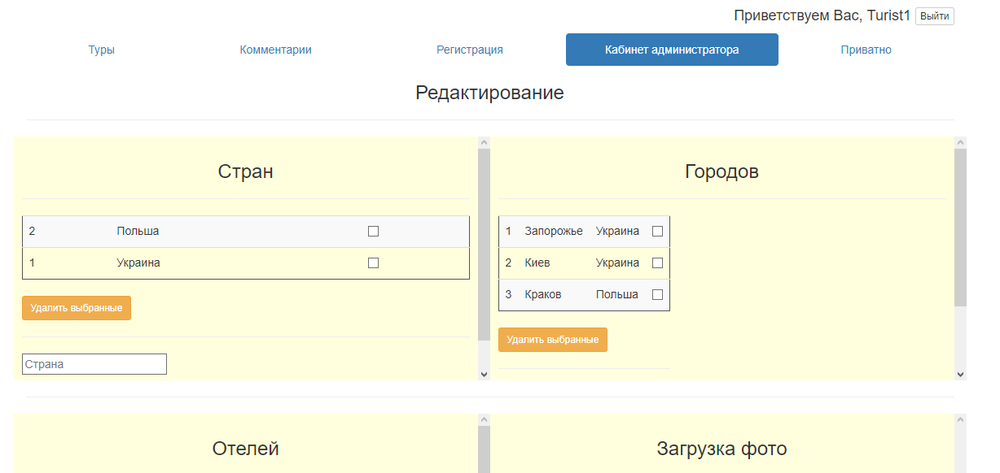 Приветствуем Вас, Turist1 Выйти
Туры Комментарии Регистрация Кабинет администратора Приватно
Редактирование
Стран
2 Польша
1 Украина
Удалить выбранные
Страна
Городов
1 Запорожье Украина
2 Киев Украина
3 Краков Польша
Удалить выбранные
Отелей
Загрузка фото